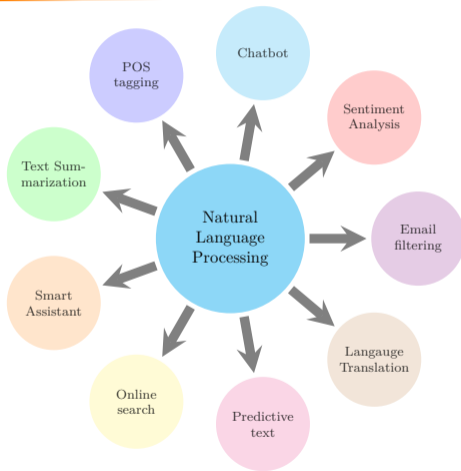 Chatbot
POS
tagging
Sentiment
Analysis
Text Sum-
marization
Natural
Language
Processing
Email
filtering
Smart
Assistant
Langauge
Translation
Online
search
Predictive
text